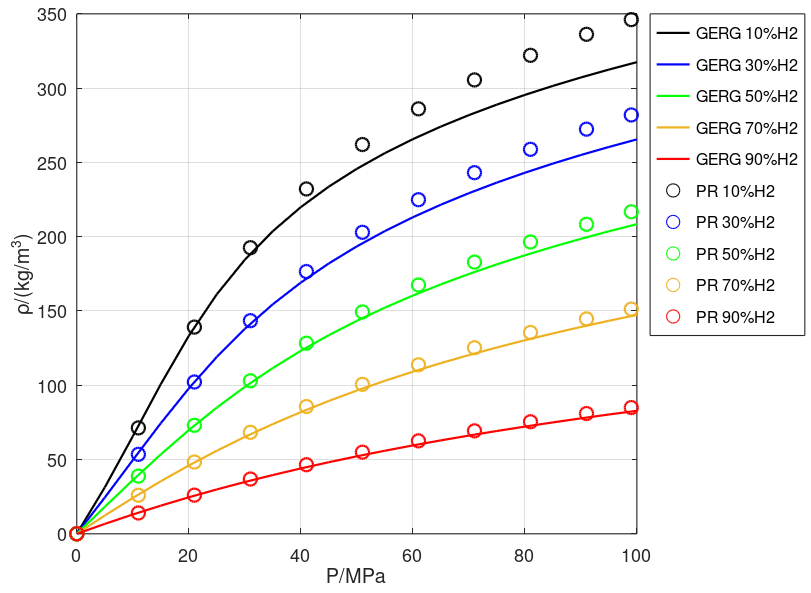 350
300
250
200
150
100
50
0
ρ/(kg/m³)
0 20 40 60 80 100
P/MPa
GERG 10%H2
GERG 30%H2
GERG 50%H2
GERG 70%H2
GERG 90%H2
PR 10%H2
PR 30%H2
PR 50%H2
PR 70%H2
PR 90%H2